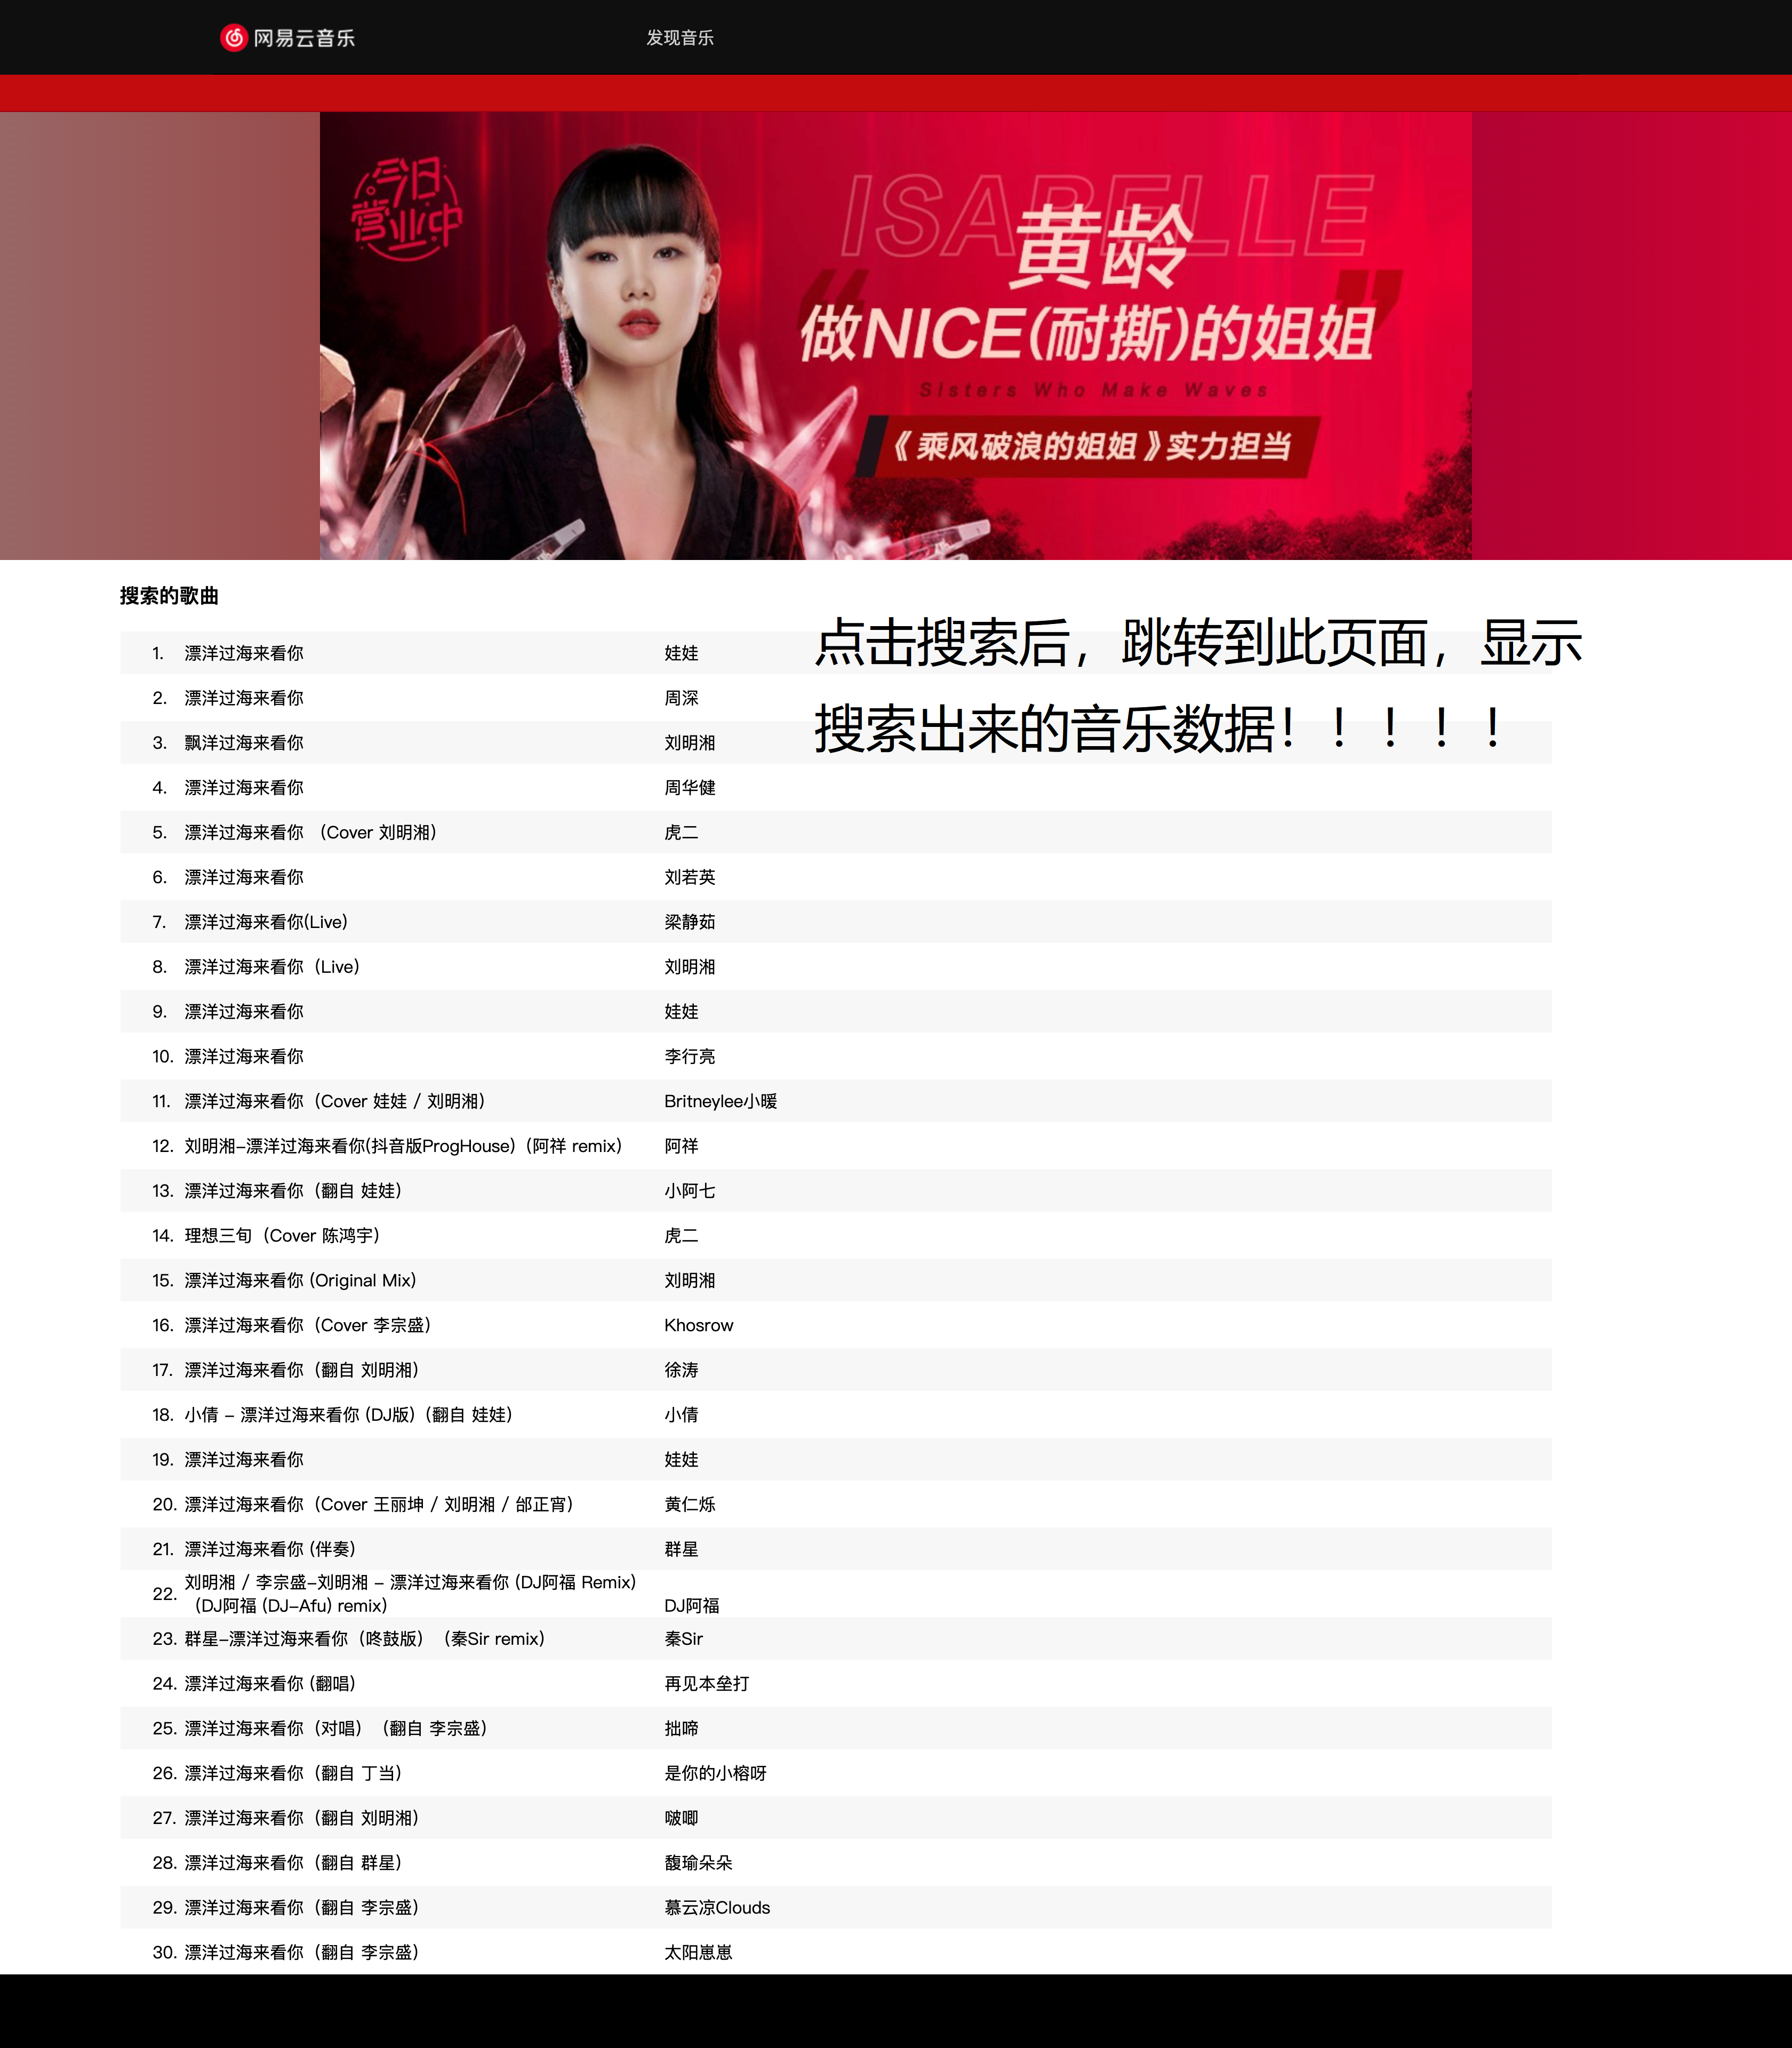 网易云音乐 发现音乐
今日
营业中
ISABELLE
黄龄
“做NICE(耐撕)的姐姐”
Sisters Who Make Waves
《乘风破浪的姐姐》实力担当
搜索的歌曲
点击搜索后，跳转到此页面，显示
搜索出来的音乐数据！！！！！
1. 漂洋过海来看你 娃娃
2. 漂洋过海来看你 周深
3. 飘洋过海来看你 刘明湘
4. 漂洋过海来看你 周华健
5. 漂洋过海来看你 （Cover 刘明湘） 虎二
6. 漂洋过海来看你 刘若英
7. 漂洋过海来看你(Live) 梁静茹
8. 漂洋过海来看你（Live） 刘明湘
9. 漂洋过海来看你 娃娃
10. 漂洋过海来看你 李行亮
11. 漂洋过海来看你（Cover 娃娃 / 刘明湘） Britneylee小暖
12. 刘明湘-漂洋过海来看你(抖音版ProgHouse)（阿祥 remix） 阿祥
13. 漂洋过海来看你（翻自 娃娃） 小阿七
14. 理想三旬（Cover 陈鸿宇） 虎二
15. 漂洋过海来看你 (Original Mix) 刘明湘
16. 漂洋过海来看你（Cover 李宗盛） Khosrow
17. 漂洋过海来看你（翻自 刘明湘） 徐涛
18. 小倩 - 漂洋过海来看你 (DJ版)（翻自 娃娃） 小倩
19. 漂洋过海来看你 娃娃
20. 漂洋过海来看你（Cover 王丽坤 / 刘明湘 / 邰正宵） 黄仁烁
21. 漂洋过海来看你 (伴奏) 群星
22. 刘明湘 / 李宗盛-刘明湘 - 漂洋过海来看你 (DJ阿福 Remix)
（DJ阿福 (DJ-Afu) remix） DJ阿福
23. 群星-漂洋过海来看你（咚鼓版）（秦Sir remix） 秦Sir
24. 漂洋过海来看你 (翻唱) 再见本垒打
25. 漂洋过海来看你（对唱）（翻自 李宗盛） 拙啼
26. 漂洋过海来看你（翻自 丁当） 是你的小榕呀
27. 漂洋过海来看你（翻自 刘明湘） 啵唧
28. 漂洋过海来看你（翻自 群星） 馥瑜朵朵
29. 漂洋过海来看你（翻自 李宗盛） 慕云凉Clouds
30. 漂洋过海来看你（翻自 李宗盛） 太阳崽崽